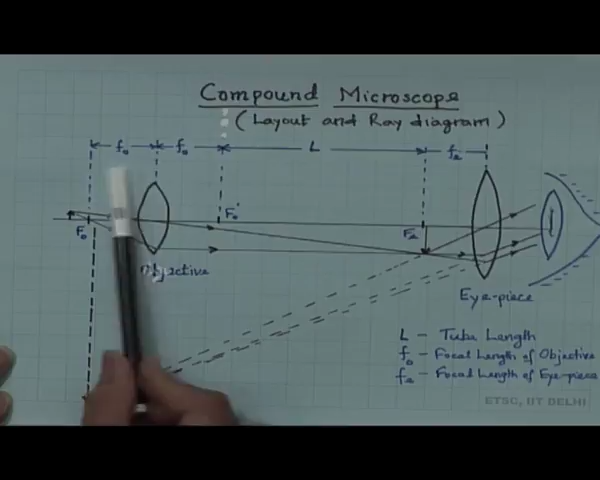 Compound Microscope
(Layout and Ray diagram)
fo fo L fe
Fo Fo' Fe
Objective
Eye-piece
L - Tube Length
fo - Focal Length of Objective
fe - Focal Length of Eye-piece
ETSC, IIT DELHI